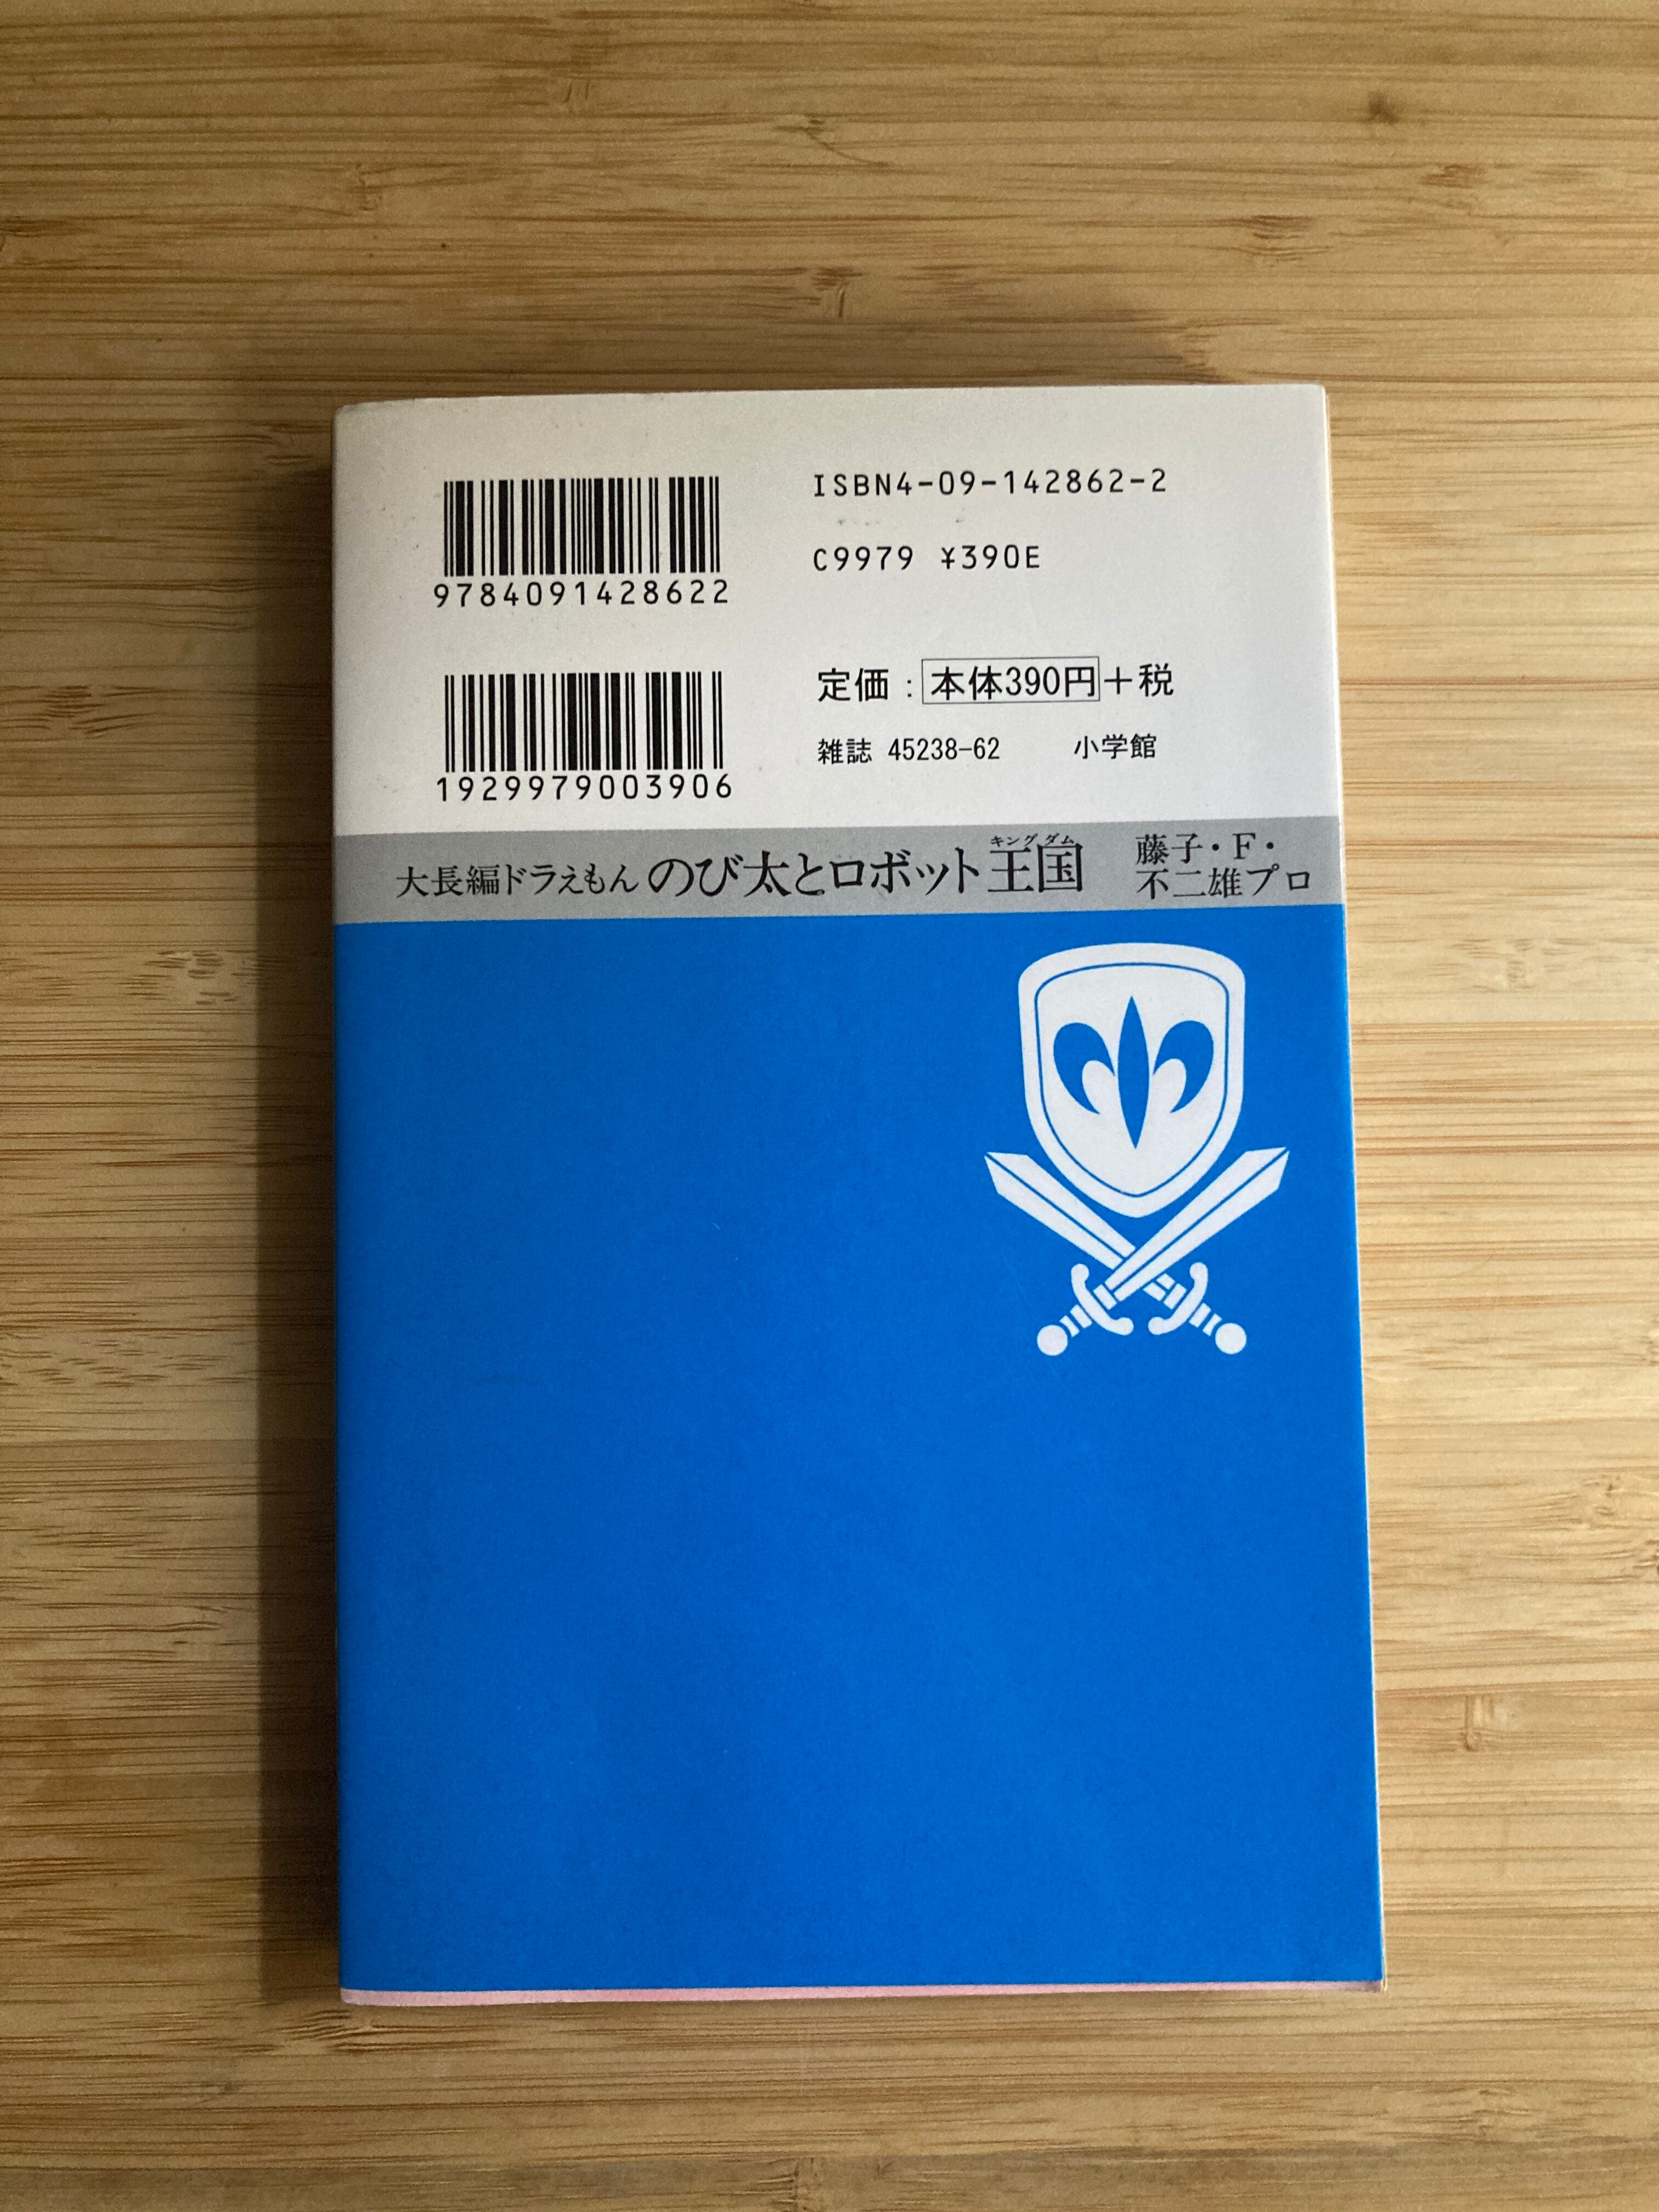 9784091428622
ISBN4-09-142862-2
C9979 ¥390E
1929979003906
定価：本体390円＋税
雑誌 45238-62 小学館
大長編ドラえもん のび太とロボット王国
キングダム
藤子・F・
不二雄プロ